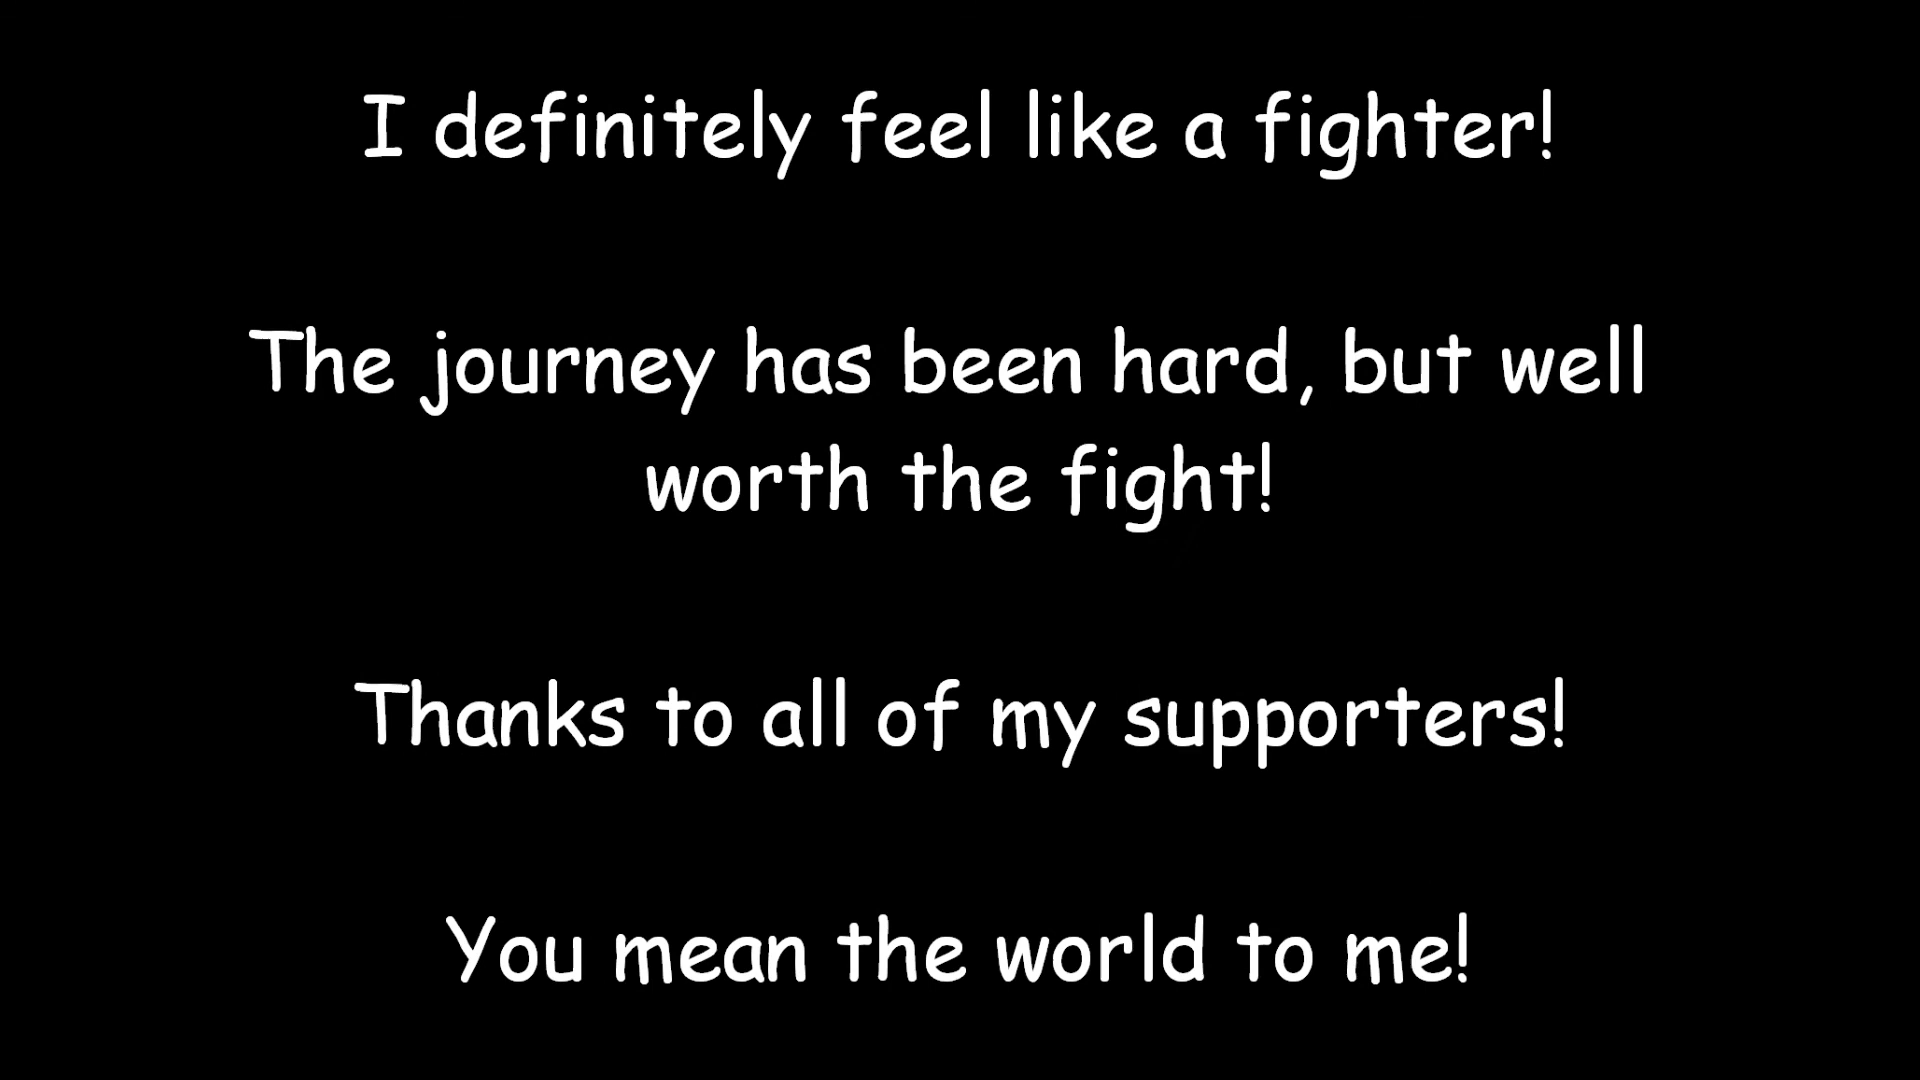 I definitely feel like a fighter!
The journey has been hard, but well
worth the fight!
Thanks to all of my supporters!
You mean the world to me!